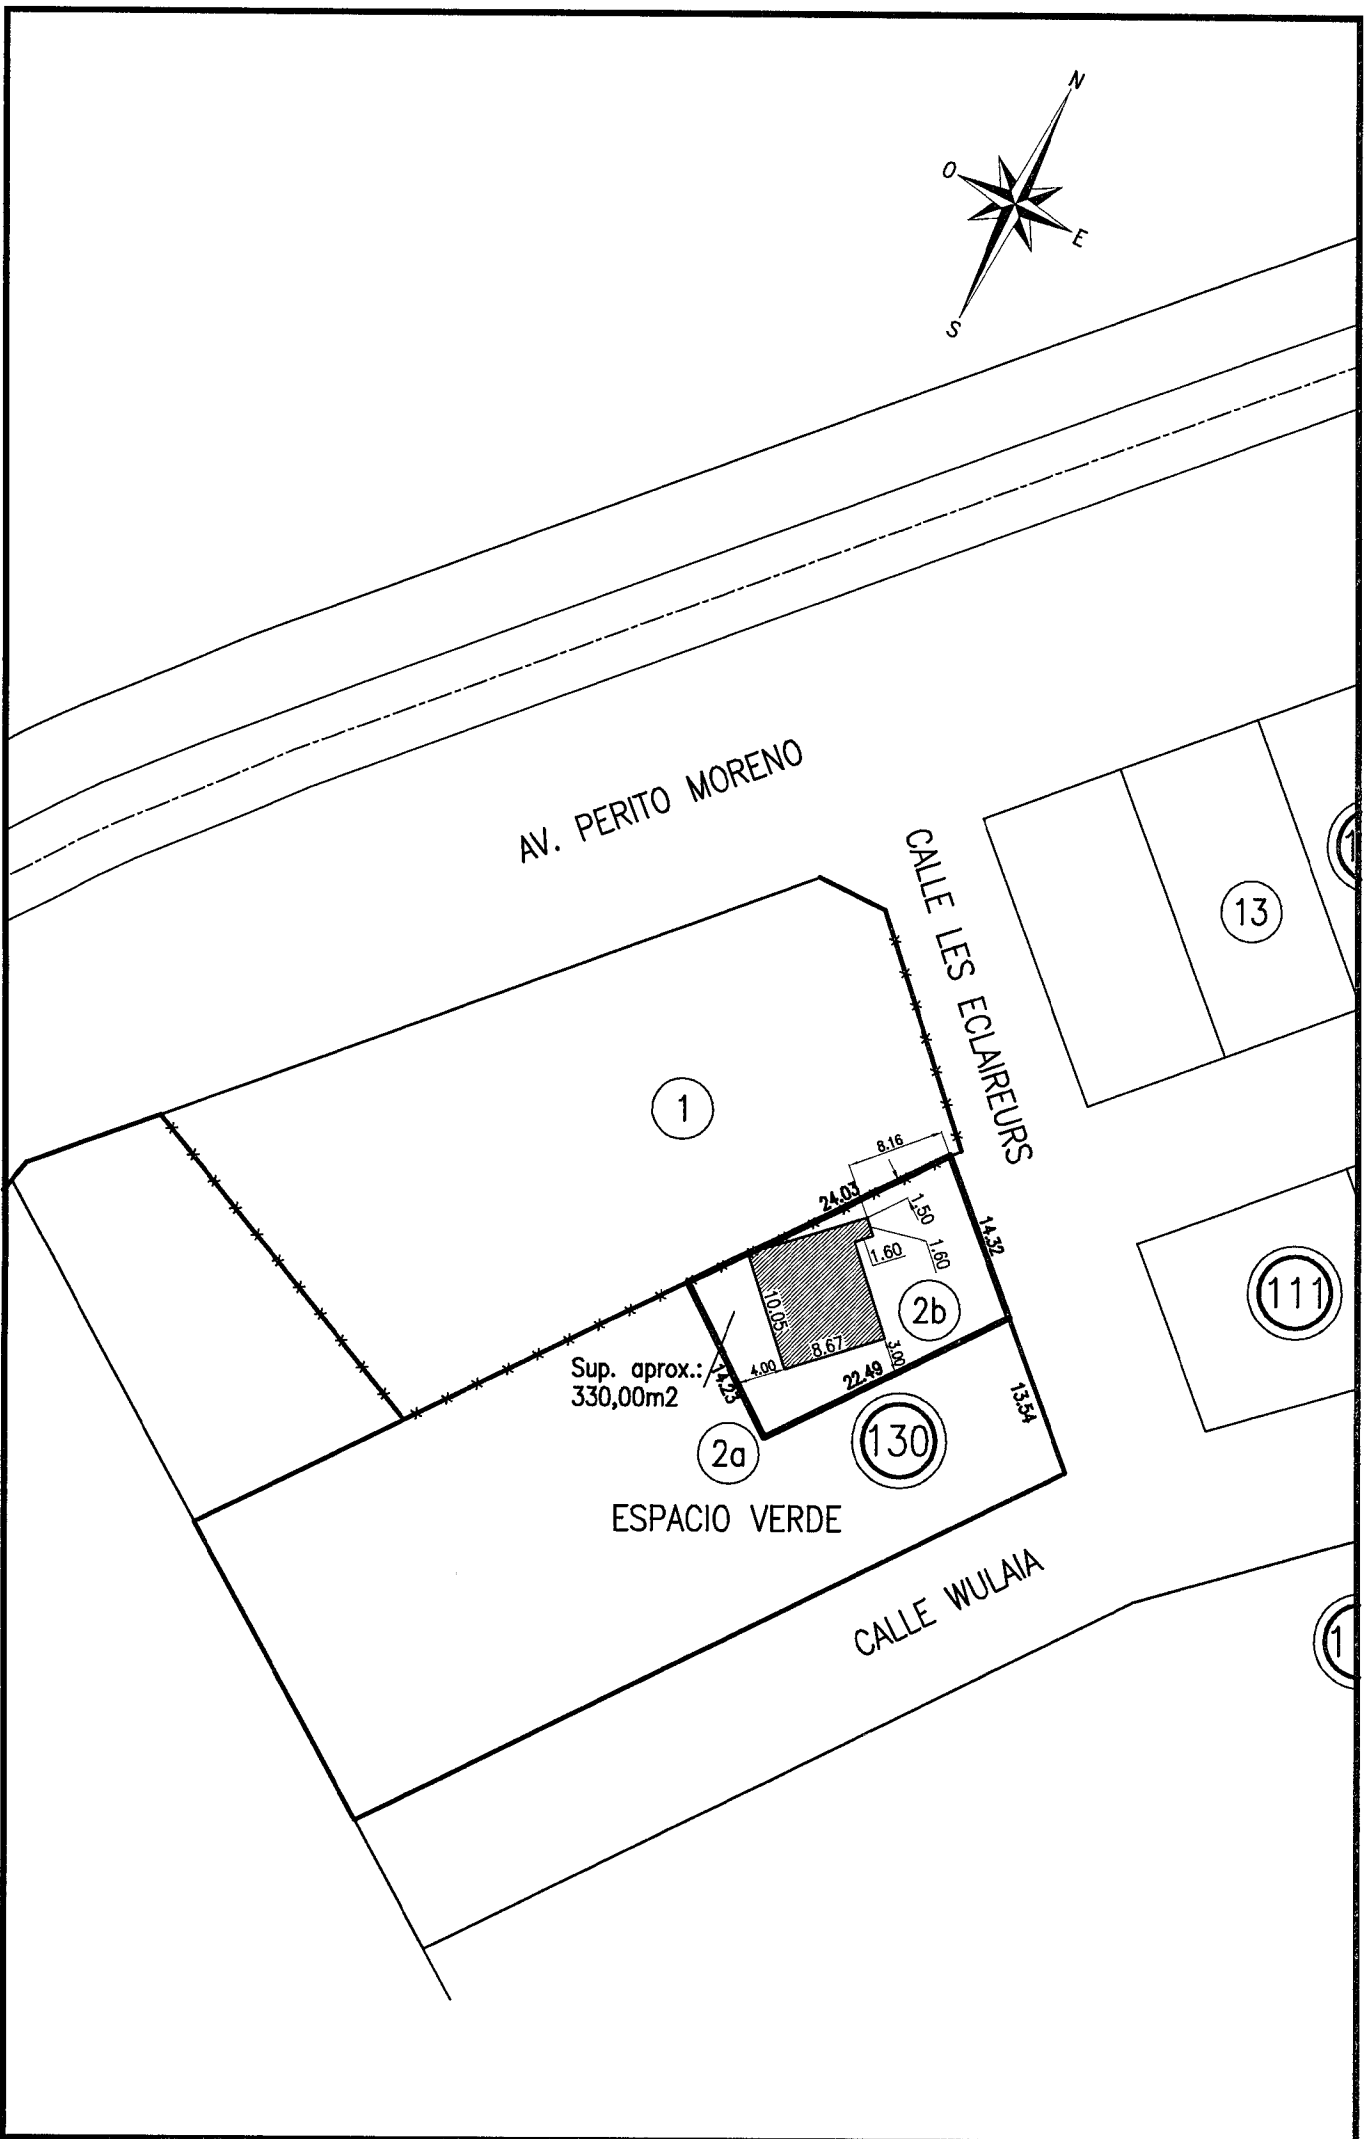 N
O
E
S
AV. PERITO MORENO
CALLE LES ECLAIREURS
13
1
8.16
24.03
1.50
1.60
1.60
14.32
111
2b
10.05
8.67
3.00
4.00
Sup. aprox.:
330,00m2
14.23
22.49
13.54
2a
130
ESPACIO VERDE
CALLE WULAIA
1